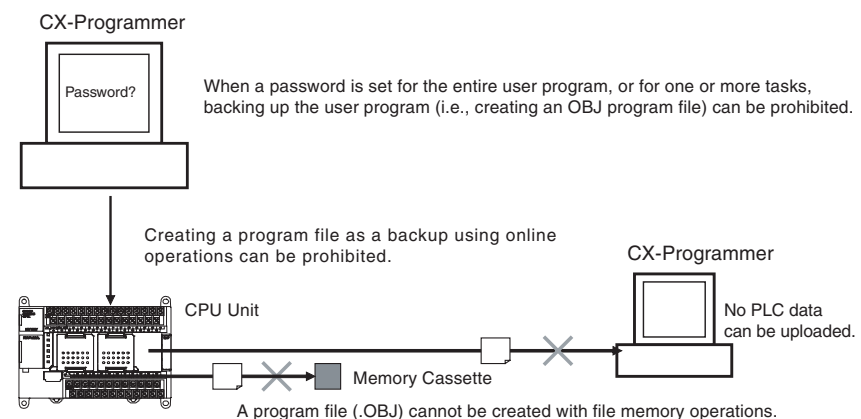 CX-Programmer
Password?
When a password is set for the entire user program, or for one or more tasks,
backing up the user program (i.e., creating an OBJ program file) can be prohibited.
Creating a program file as a backup using online
operations can be prohibited.
CX-Programmer
CPU Unit
No PLC data
can be uploaded.
Memory Cassette
A program file (.OBJ) cannot be created with file memory operations.